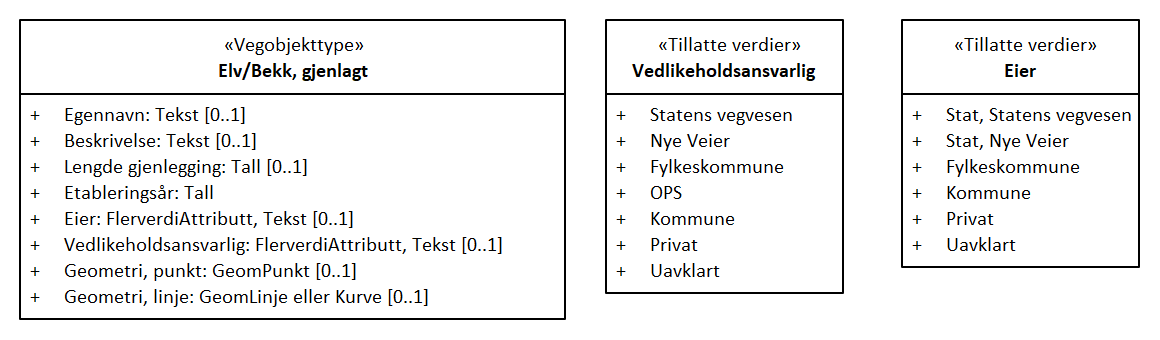 «Vegobjekttype»
Elv/Bekk, gjenlagt
+ Egennavn: Tekst [0..1]
+ Beskrivelse: Tekst [0..1]
+ Lengde gjenlegging: Tall [0..1]
+ Etableringsår: Tall
+ Eier: FlerverdiAttributt, Tekst [0..1]
+ Vedlikeholdsansvarlig: FlerverdiAttributt, Tekst [0..1]
+ Geometri, punkt: GeomPunkt [0..1]
+ Geometri, linje: GeomLinje eller Kurve [0..1]
«Tillatte verdier»
Vedlikeholdsansvarlig
+ Statens vegvesen
+ Nye Veier
+ Fylkeskommune
+ OPS
+ Kommune
+ Privat
+ Uavklart
«Tillatte verdier»
Eier
+ Stat, Statens vegvesen
+ Stat, Nye Veier
+ Fylkeskommune
+ Kommune
+ Privat
+ Uavklart